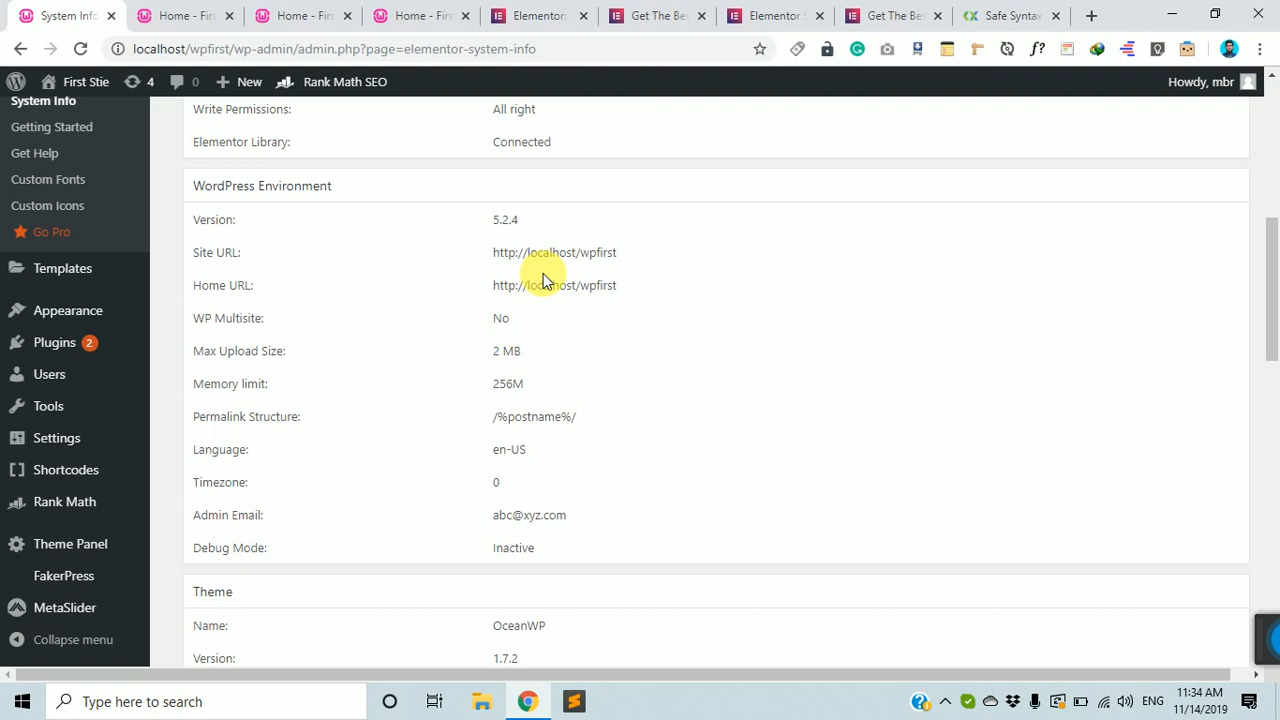 System Info
Home - Firs
Home - Firs
Home - Firs
Elementor
Get The Be
Elementor S
Get The Be
Safe Syntax
localhost/wpfirst/wp-admin/admin.php?page=elementor-system-info
First Stie
4
0
New
Rank Math SEO
Howdy, mbr
System Info
Getting Started
Get Help
Custom Fonts
Custom Icons
Go Pro
Templates
Appearance
Plugins 2
Users
Tools
Settings
Shortcodes
Rank Math
Theme Panel
FakerPress
MetaSlider
Collapse menu
Write Permissions: All right
Elementor Library: Connected
WordPress Environment
Version: 5.2.4
Site URL: http://localhost/wpfirst
Home URL: http://localhost/wpfirst
WP Multisite: No
Max Upload Size: 2 MB
Memory limit: 256M
Permalink Structure: /%postname%/
Language: en-US
Timezone: 0
Admin Email: abc@xyz.com
Debug Mode: Inactive
Theme
Name: OceanWP
Version: 1.7.2
Type here to search
ENG
11:34 AM
11/14/2019